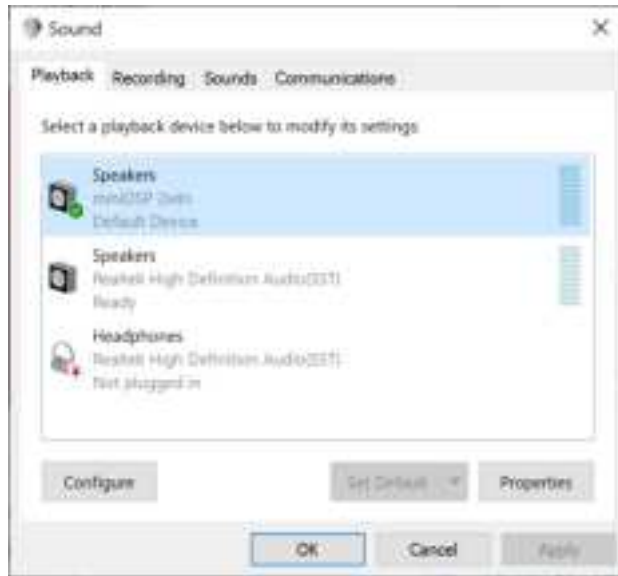 Sound
Playback Recording Sounds Communications
Select a playback device below to modify its settings
Speakers
miniDSP
Default Device
Speakers
Realtek High Definition Audio(SST)
Ready
Headphones
Realtek High Definition Audio(SST)
Not plugged in
Configure Set Default Properties
OK Cancel Apply